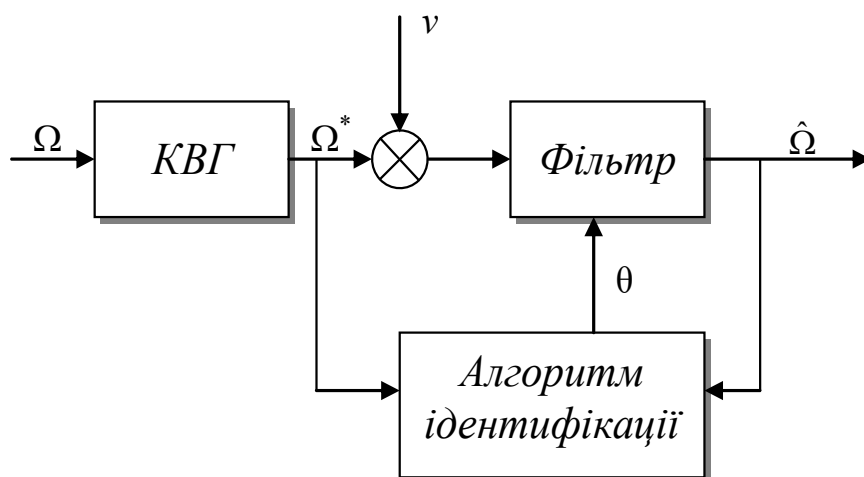 v
Ω
КВГ
Ω*
Фільтр
Ω̂
θ
Алгоритм
ідентифікації